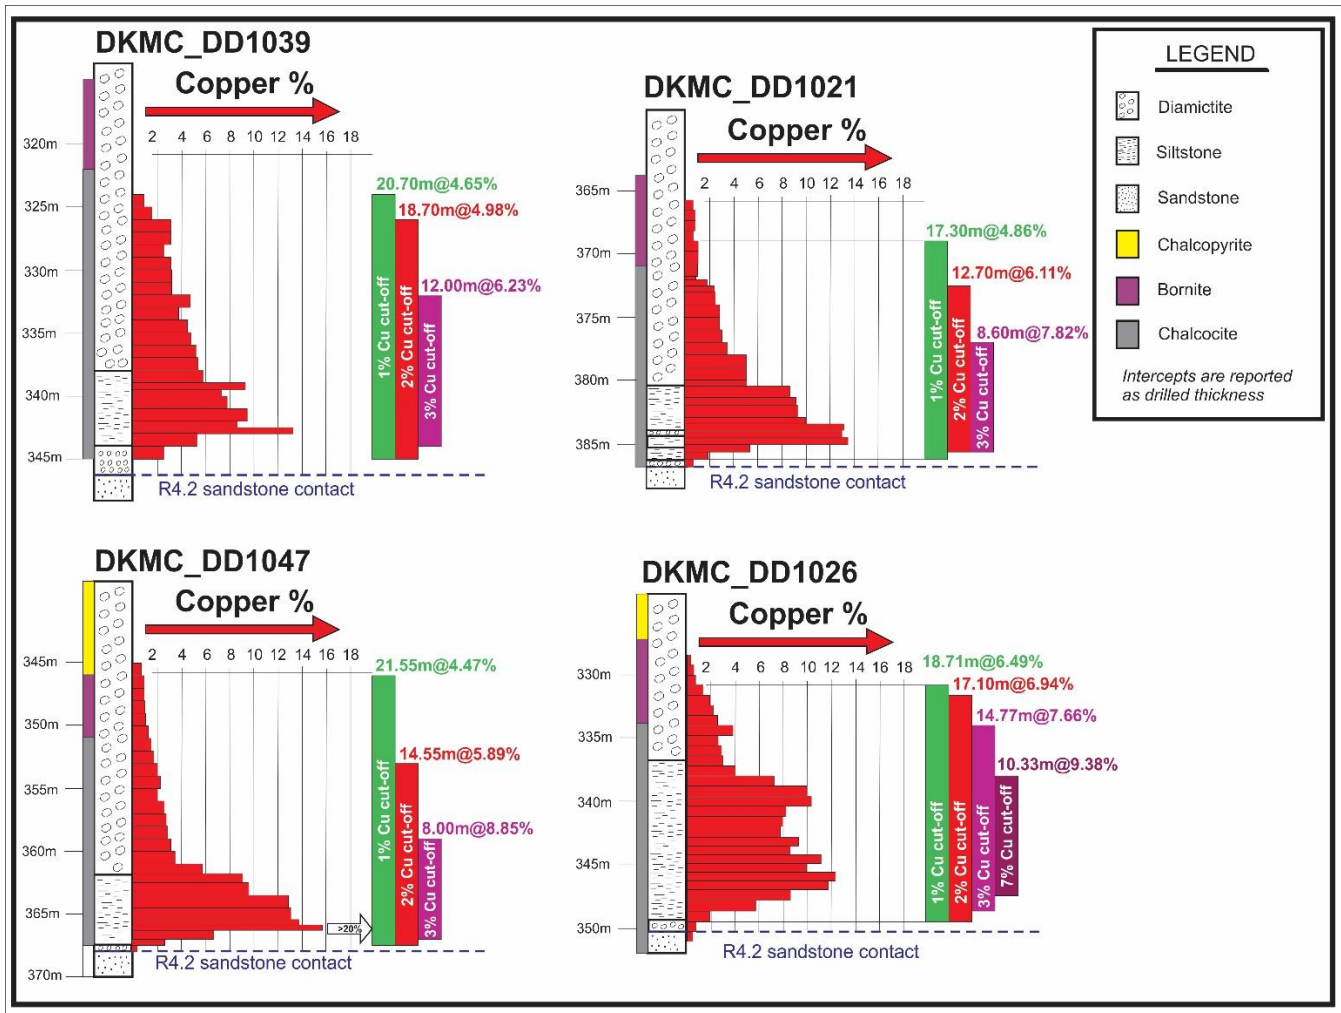 DKMC_DD1039
Copper %
2 4 6 8 10 12 14 16 18
320m
325m
330m
335m
340m
345m
20.70m@4.65%
18.70m@4.98%
12.00m@6.23%
1% Cu cut-off
2% Cu cut-off
3% Cu cut-off
R4.2 sandstone contact
DKMC_DD1021
Copper %
2 4 6 8 10 12 14 16 18
365m
370m
375m
380m
385m
17.30m@4.86%
12.70m@6.11%
8.60m@7.82%
1% Cu cut-off
2% Cu cut-off
3% Cu cut-off
R4.2 sandstone contact
LEGEND
Diamictite
Siltstone
Sandstone
Chalcopyrite
Bornite
Chalcocite
Intercepts are reported
as drilled thickness
DKMC_DD1047
Copper %
2 4 6 8 10 12 14 16 18
345m
350m
355m
360m
365m
370m
21.55m@4.47%
14.55m@5.89%
8.00m@8.85%
1% Cu cut-off
2% Cu cut-off
3% Cu cut-off
>20%
R4.2 sandstone contact
DKMC_DD1026
Copper %
2 4 6 8 10 12 14 16 18
330m
335m
340m
345m
350m
18.71m@6.49%
17.10m@6.94%
14.77m@7.66%
10.33m@9.38%
1% Cu cut-off
2% Cu cut-off
3% Cu cut-off
7% Cu cut-off
R4.2 sandstone contact